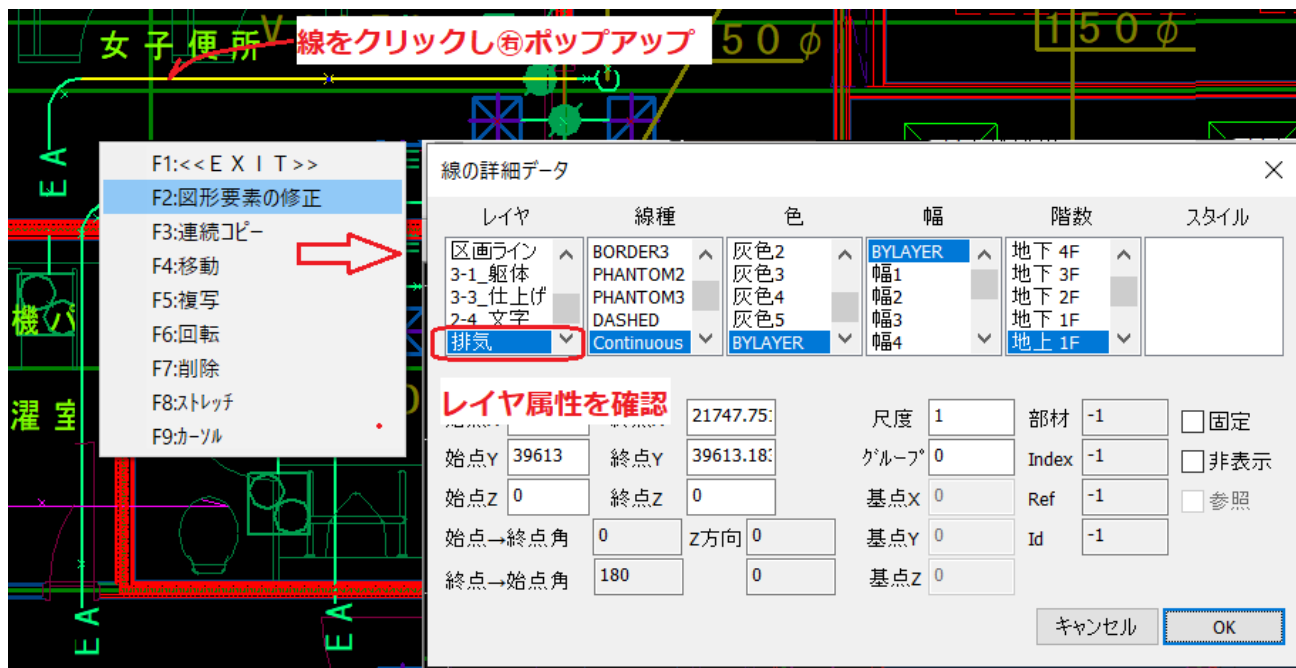 女子便所
線をクリックし㊨ポップアップ
50φ
150φ
EA
F1:<<ＥＸＩＴ>>
F2:図形要素の修正
F3:連続コピー
F4:移動
F5:複写
F6:回転
F7:削除
F8:ストレッチ
F9:カーソル
機バ
濯室
EA
EA
線の詳細データ
レイヤ 線種 色 幅 階数 スタイル
区画ライン BORDER3 灰色2 BYLAYER 地下 4F
3-1_躯体 PHANTOM2 灰色3 幅1 地下 3F
3-3_仕上げ PHANTOM3 灰色4 幅2 地下 2F
2-4_文字 DASHED 灰色5 幅3 地下 1F
排気 Continuous BYLAYER 幅4 地上 1F
レイヤ属性を確認
21747.75 尺度 1 部材 -1 固定
始点Y 39613 終点Y 39613.18 ｸﾞﾙｰﾌﾟ 0 Index -1 非表示
始点Z 0 終点Z 0 基点X 0 Ref -1 参照
始点→終点角 0 Z方向 0 基点Y 0 Id -1
終点→始点角 180 0 基点Z 0
キャンセル OK